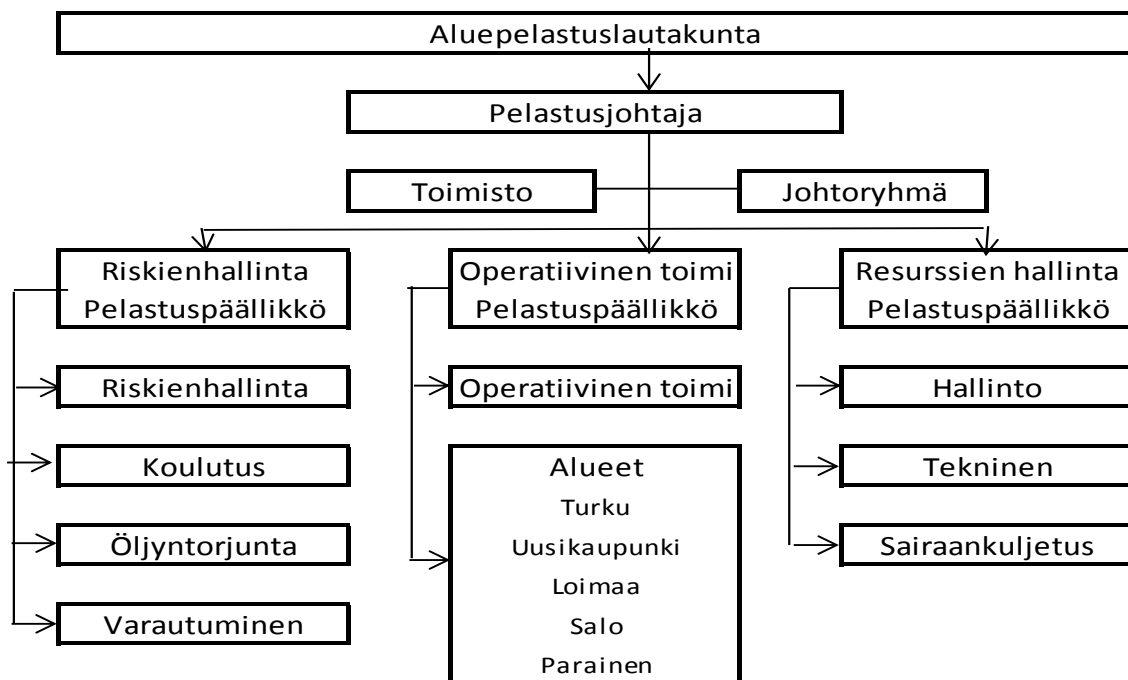 Aluepelastuslautakunta
Pelastusjohtaja
Toimisto
Johtoryhmä
Riskienhallinta
Pelastuspäällikkö
Operatiivinen toimi
Pelastuspäällikkö
Resurssien hallinta
Pelastuspäällikkö
Riskienhallinta
Koulutus
Öljyntorjunta
Varautuminen
Operatiivinen toimi
Alueet
Turku
Uusikaupunki
Loimaa
Salo
Parainen
Hallinto
Tekninen
Sairaankuljetus